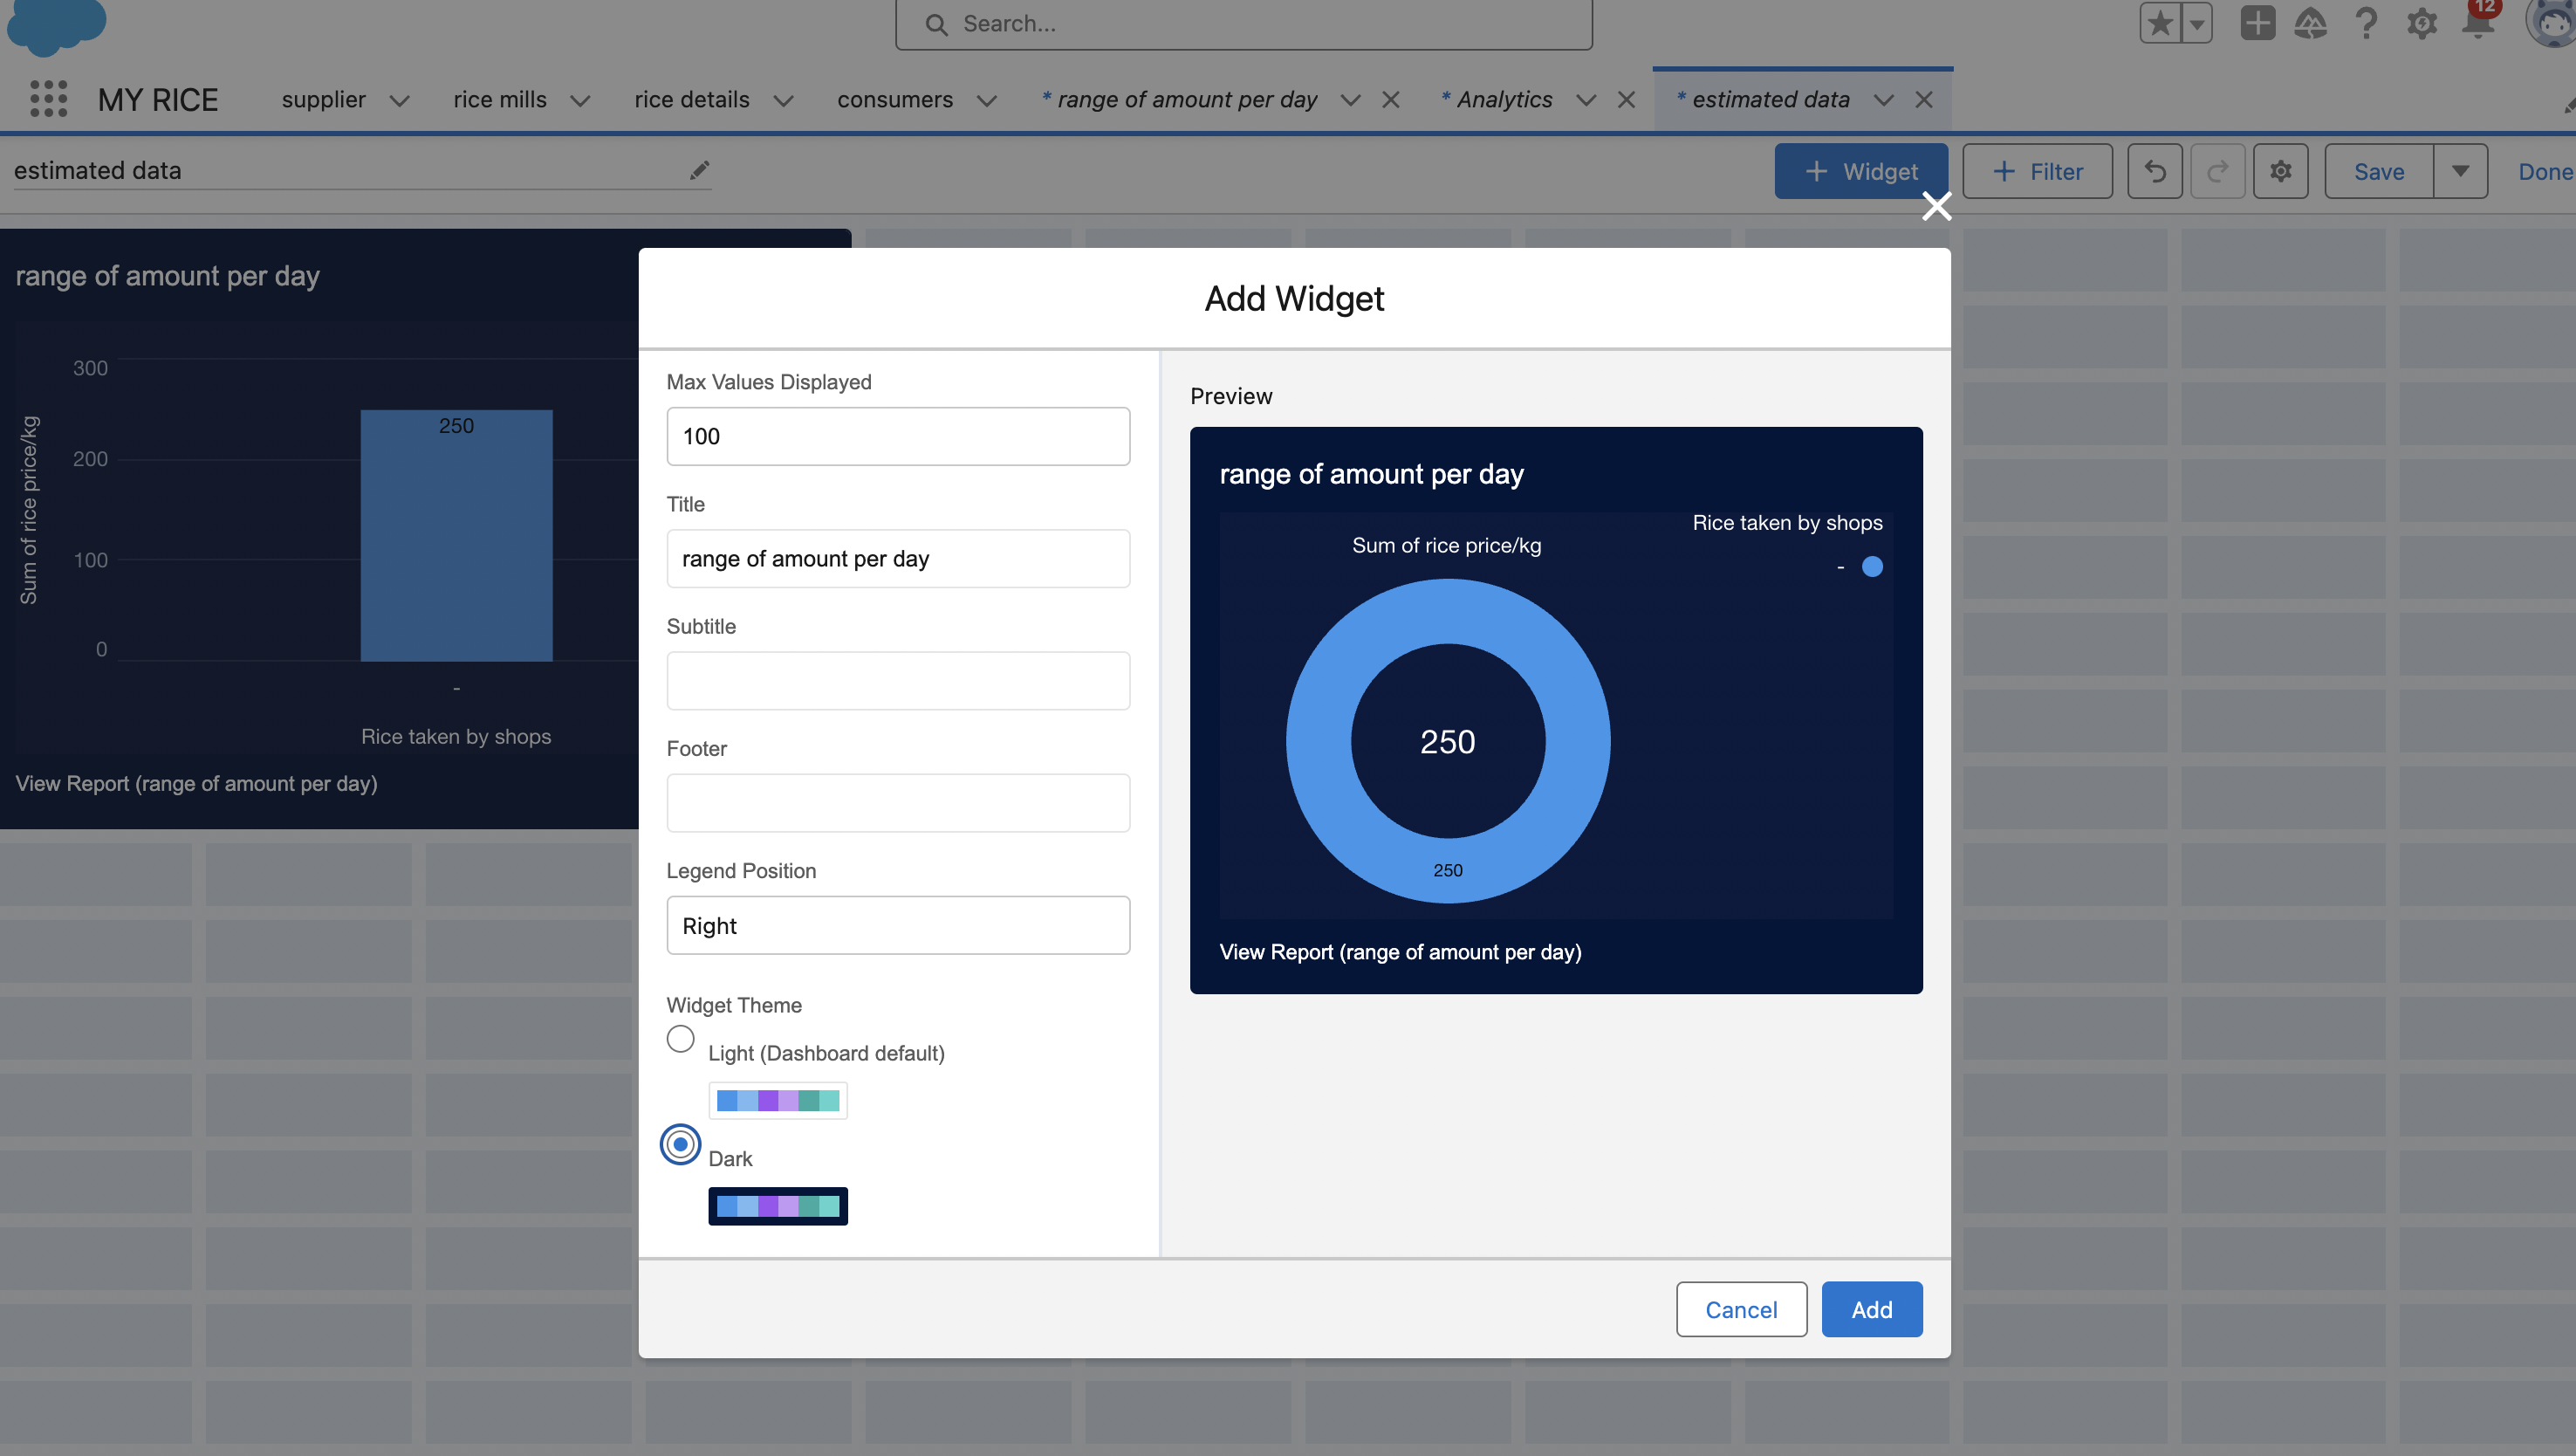 Search...
12
MY RICE
supplier
rice mills
rice details
consumers
* range of amount per day
* Analytics
* estimated data
estimated data
+ Widget
+ Filter
Save
Done
range of amount per day
300
200
100
0
Sum of rice price/kg
250
-
Rice taken by shops
View Report (range of amount per day)
Add Widget
Max Values Displayed
100
Title
range of amount per day
Subtitle
Footer
Legend Position
Right
Widget Theme
Light (Dashboard default)
Dark
Preview
range of amount per day
Rice taken by shops
-
Sum of rice price/kg
250
250
View Report (range of amount per day)
Cancel
Add